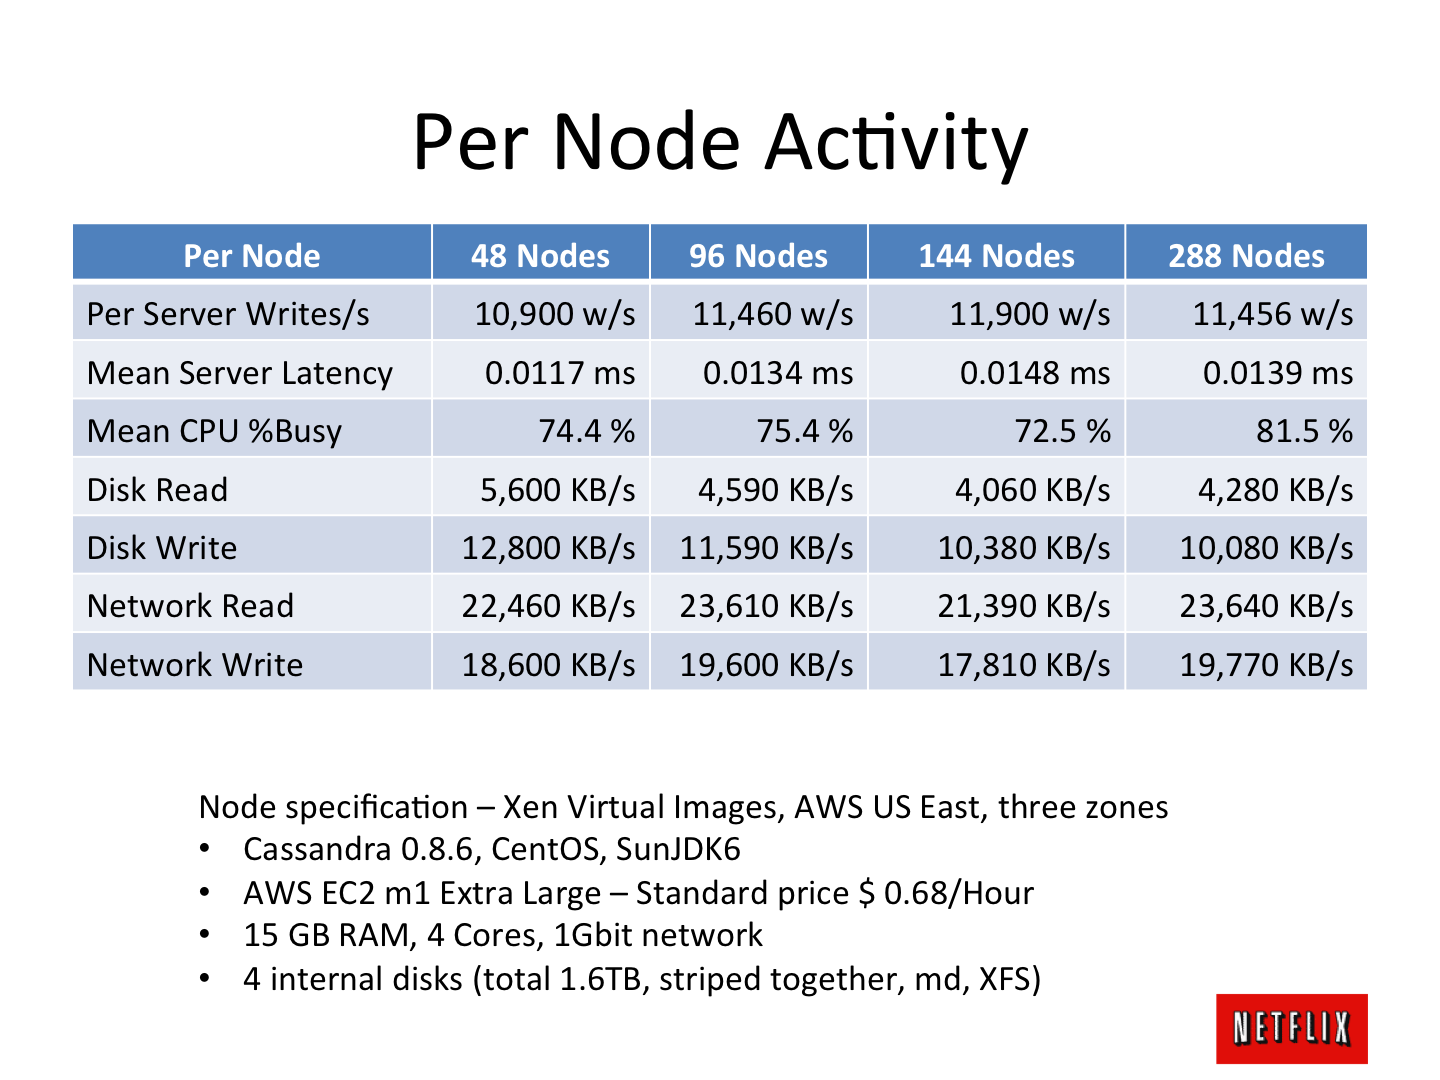 Per Node Activity
Per Node 48 Nodes 96 Nodes 144 Nodes 288 Nodes
Per Server Writes/s 10,900 w/s 11,460 w/s 11,900 w/s 11,456 w/s
Mean Server Latency 0.0117 ms 0.0134 ms 0.0148 ms 0.0139 ms
Mean CPU %Busy 74.4 % 75.4 % 72.5 % 81.5 %
Disk Read 5,600 KB/s 4,590 KB/s 4,060 KB/s 4,280 KB/s
Disk Write 12,800 KB/s 11,590 KB/s 10,380 KB/s 10,080 KB/s
Network Read 22,460 KB/s 23,610 KB/s 21,390 KB/s 23,640 KB/s
Network Write 18,600 KB/s 19,600 KB/s 17,810 KB/s 19,770 KB/s
Node specification – Xen Virtual Images, AWS US East, three zones
• Cassandra 0.8.6, CentOS, SunJDK6
• AWS EC2 m1 Extra Large – Standard price $ 0.68/Hour
• 15 GB RAM, 4 Cores, 1Gbit network
• 4 internal disks (total 1.6TB, striped together, md, XFS)
NETFLIX